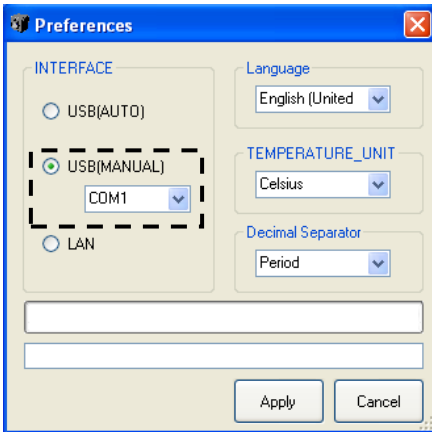 Preferences
INTERFACE
USB(AUTO)
USB(MANUAL)
COM1
LAN
Language
English (United
TEMPERATURE_UNIT
Celsius
Decimal Separator
Period
Apply
Cancel